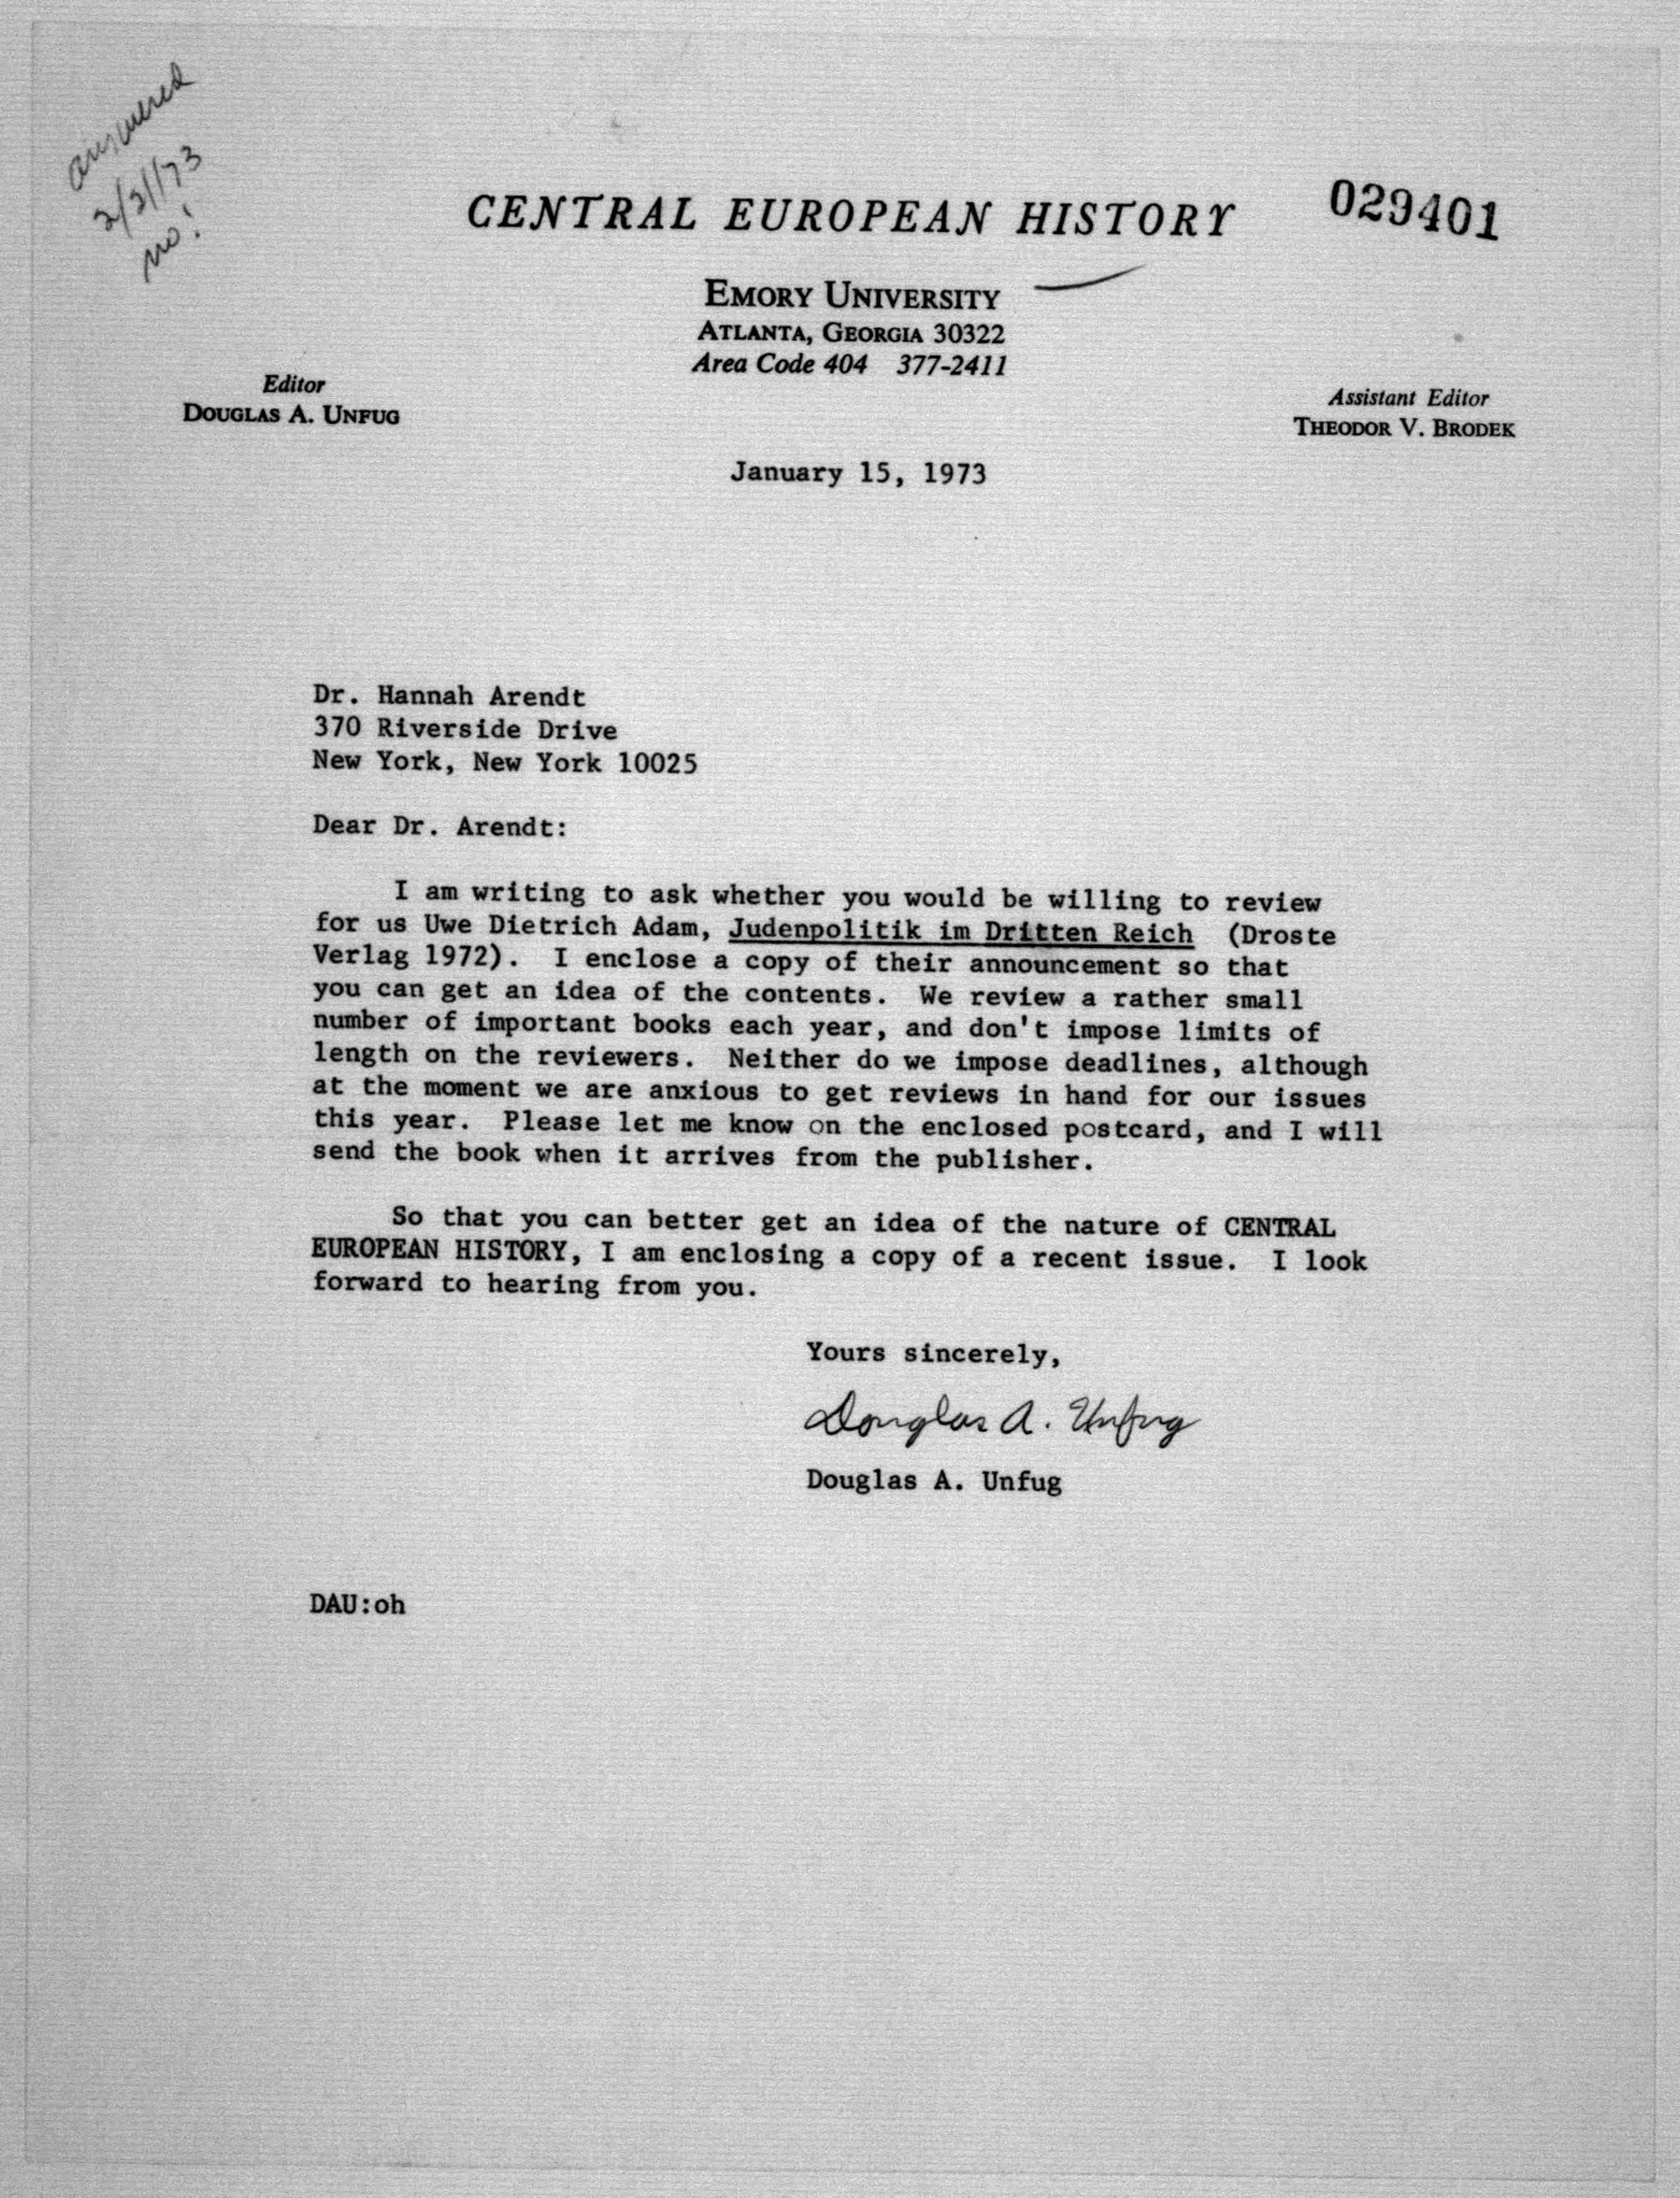 answered
2/21/73
no!
CENTRAL EUROPEAN HISTORY
029401
EMORY UNIVERSITY
ATLANTA, GEORGIA 30322
Area Code 404 377-2411
Editor
DOUGLAS A. UNFUG
Assistant Editor
THEODOR V. BRODEK
January 15, 1973
Dr. Hannah Arendt
370 Riverside Drive
New York, New York 10025
Dear Dr. Arendt:
I am writing to ask whether you would be willing to review
for us Uwe Dietrich Adam, Judenpolitik im Dritten Reich (Droste
Verlag 1972). I enclose a copy of their announcement so that
you can get an idea of the contents. We review a rather small
number of important books each year, and don't impose limits of
length on the reviewers. Neither do we impose deadlines, although
at the moment we are anxious to get reviews in hand for our issues
this year. Please let me know on the enclosed postcard, and I will
send the book when it arrives from the publisher.
So that you can better get an idea of the nature of CENTRAL
EUROPEAN HISTORY, I am enclosing a copy of a recent issue. I look
forward to hearing from you.
Yours sincerely,
Douglas A. Unfug
Douglas A. Unfug
DAU:oh